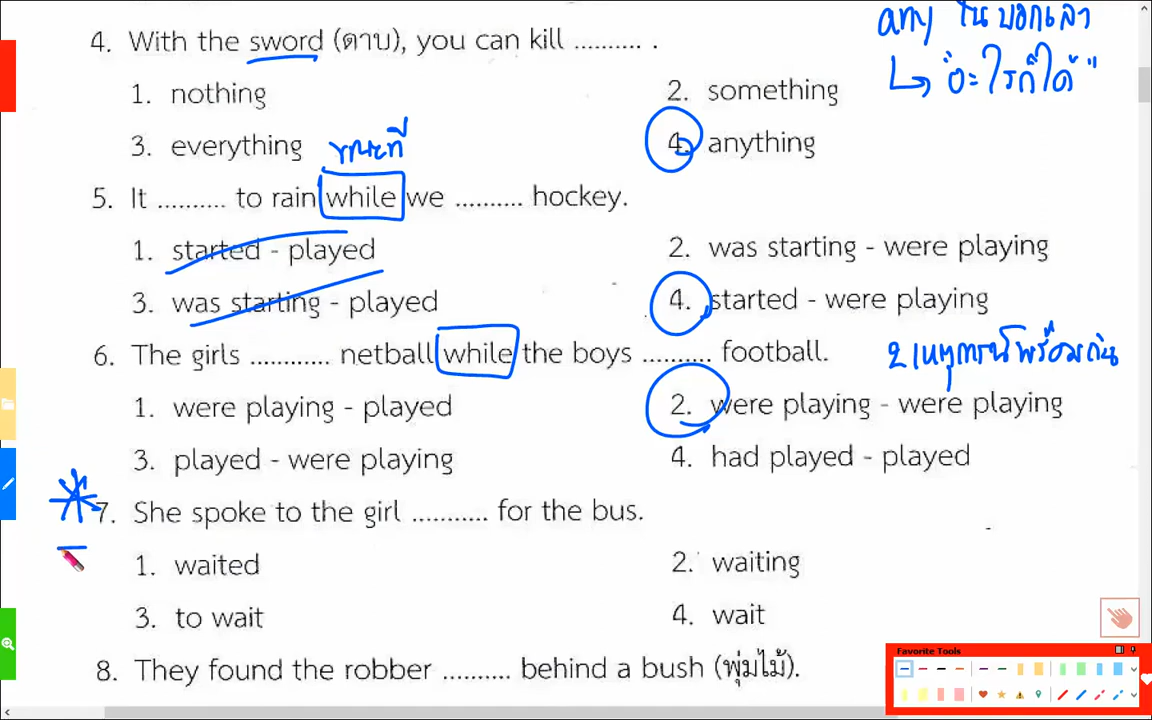 any ในบอกเล่า
4. With the sword (ดาบ), you can kill .......... .
↳ "อะไรก็ได้"
1. nothing
2. something
3. everything
4. anything
ขณะที่
5. It .......... to rain while we .......... hockey.
1. started - played
2. was starting - were playing
3. was starting - played
4. started - were playing
6. The girls ............ netball while the boys .......... football.
2 เหตุการณ์พร้อมกัน
1. were playing - played
2. were playing - were playing
3. played - were playing
4. had played - played
7. She spoke to the girl ........... for the bus.
1. waited
2. waiting
3. to wait
4. wait
8. They found the robber .......... behind a bush (พุ่มไม้).
Favorite Tools